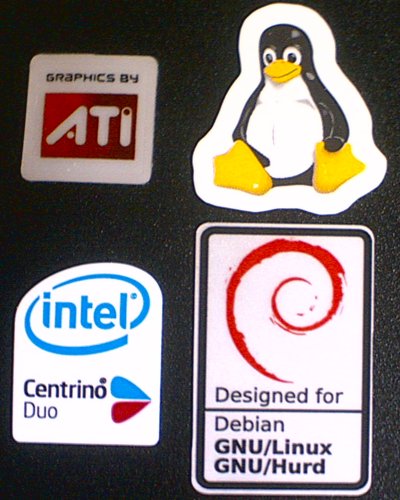 GRAPHICS BY
ATI
intel®
Centrino®
Duo
Designed for
Debian
GNU/Linux
GNU/Hurd